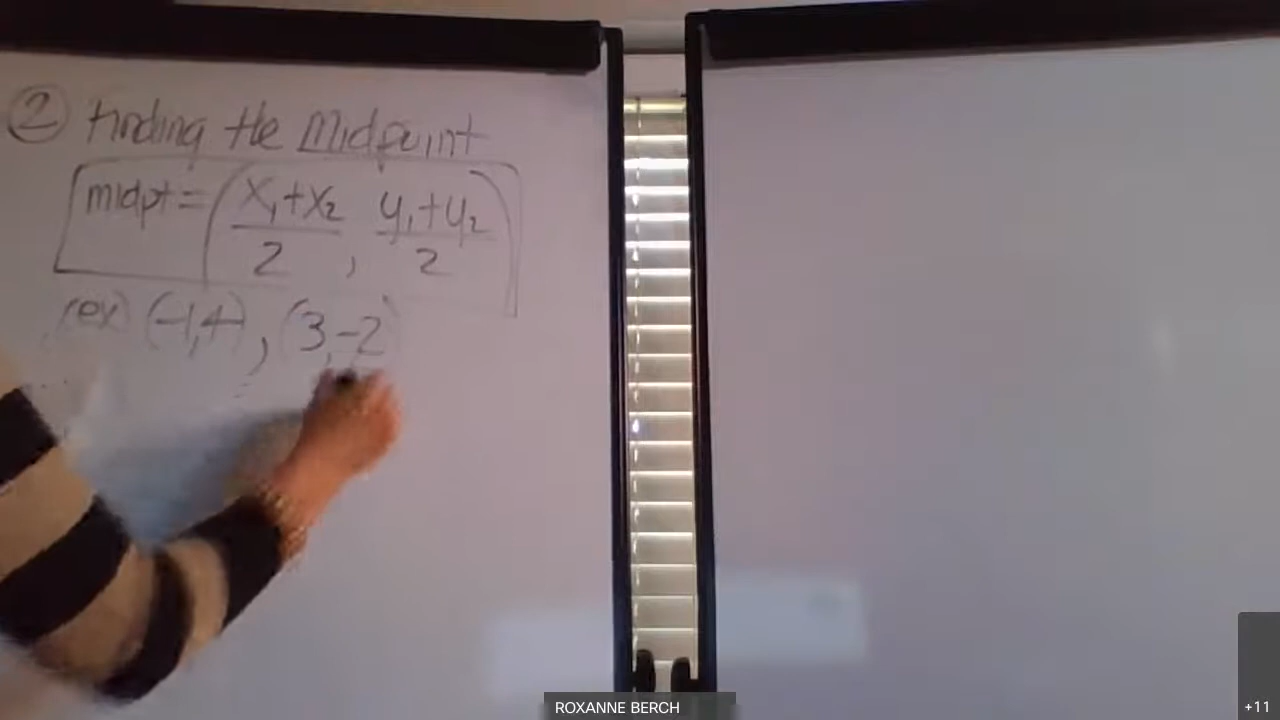 ② Finding the Midpoint
midpt = (x₁+x₂/2, y₁+y₂/2)
(ex) (-1,4), (3,-2)
ROXANNE BERCH
+11